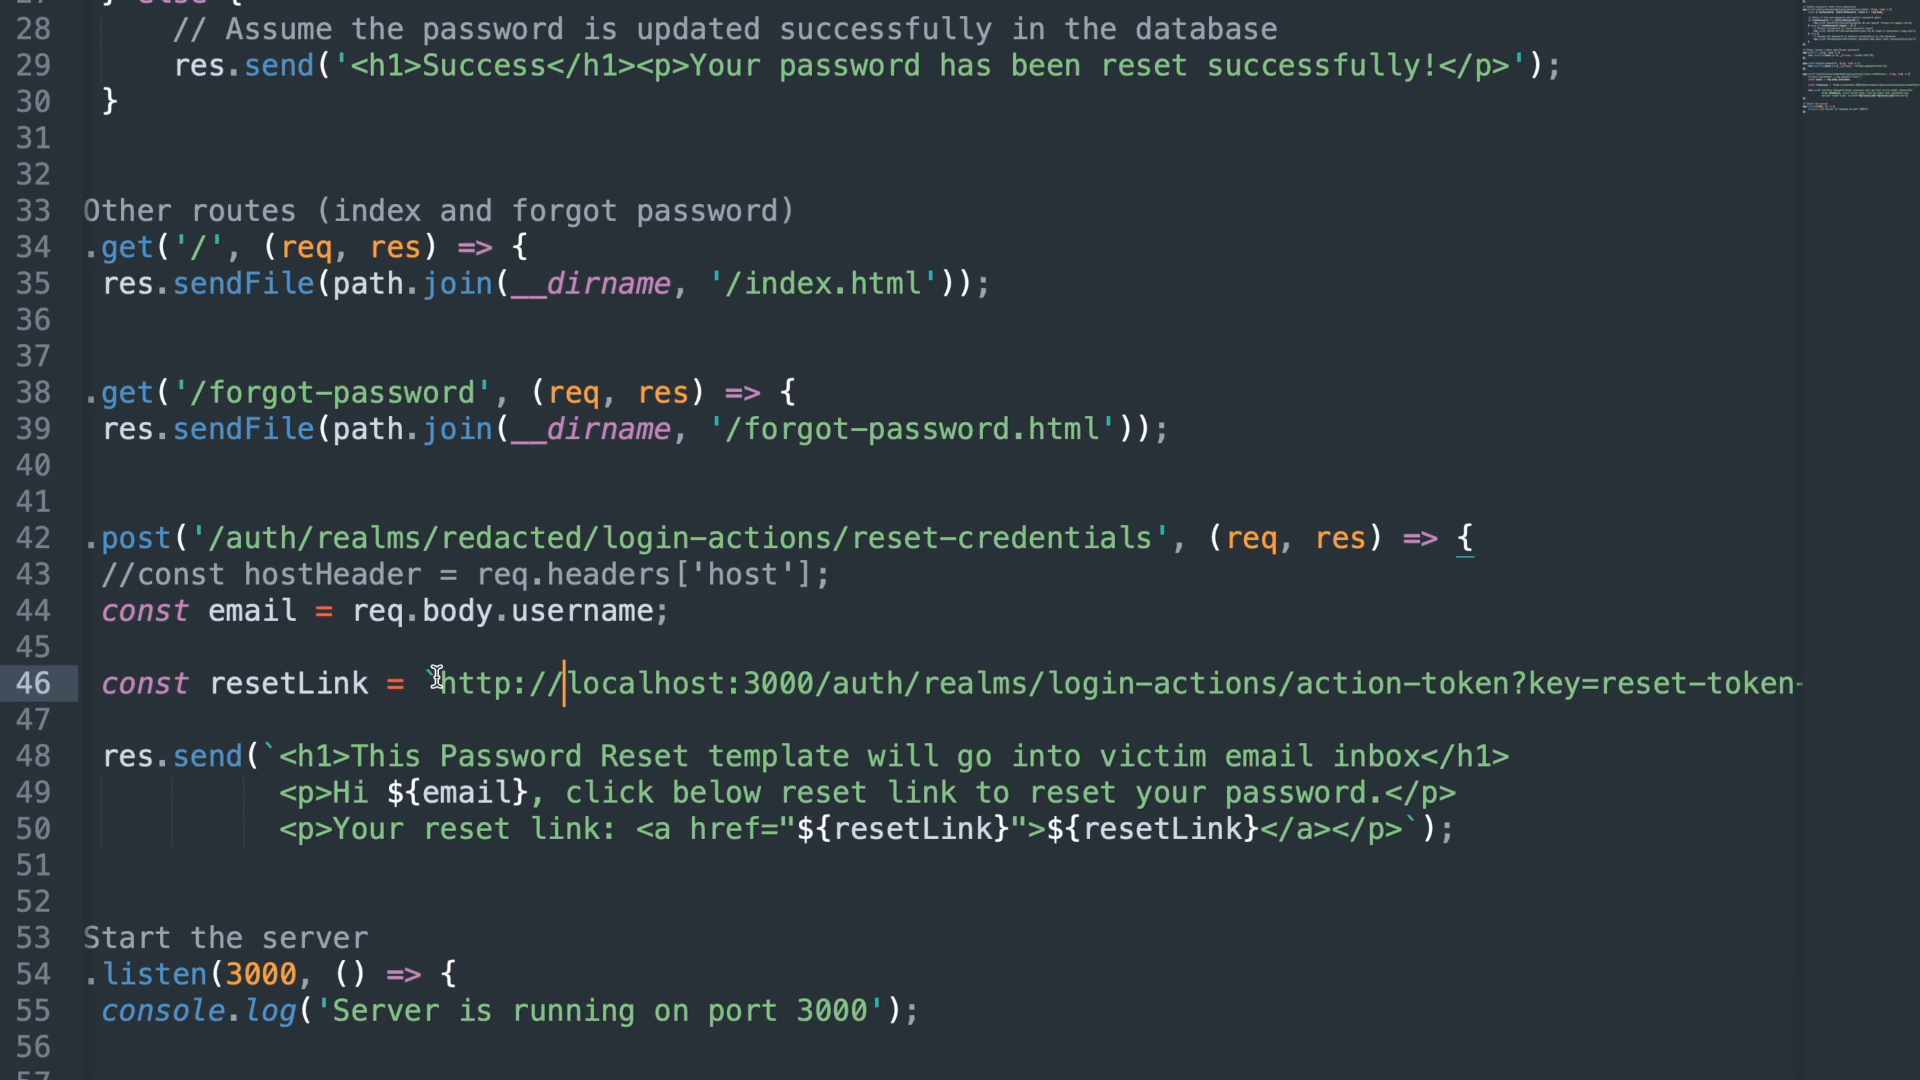 } else {
28 // Assume the password is updated successfully in the database
29 res.send('<h1>Success</h1><p>Your password has been reset successfully!</p>');
30 }
31
32
33 Other routes (index and forgot password)
34 .get('/', (req, res) => {
35 res.sendFile(path.join(__dirname, '/index.html'));
36
37
38 .get('/forgot-password', (req, res) => {
39 res.sendFile(path.join(__dirname, '/forgot-password.html'));
40
41
42 .post('/auth/realms/redacted/login-actions/reset-credentials', (req, res) => {
43 //const hostHeader = req.headers['host'];
44 const email = req.body.username;
45
46 const resetLink = `http://localhost:3000/auth/realms/login-actions/action-token?key=reset-token-
47
48 res.send(`<h1>This Password Reset template will go into victim email inbox</h1>
49 <p>Hi ${email}, click below reset link to reset your password.</p>
50 <p>Your reset link: <a href="${resetLink}">${resetLink}</a></p>`);
51
52
53 Start the server
54 .listen(3000, () => {
55 console.log('Server is running on port 3000');
56
57